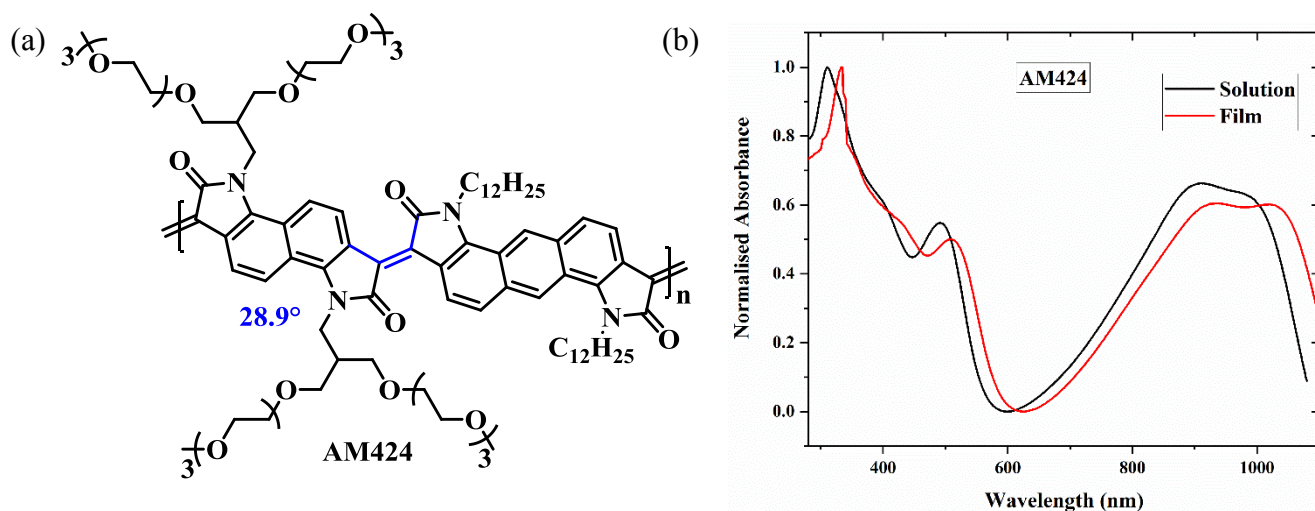 (a)
3
O
O
O
O
3
O
N
C₁₂H₂₅
O
N
n
N
O
28.9°
N
O
C₁₂H₂₅
O
O
O
O
3
3
AM424
(b)
AM424
Solution
Film
Normalised Absorbance
1.0
0.8
0.6
0.4
0.2
0.0
400
600
800
1000
Wavelength (nm)